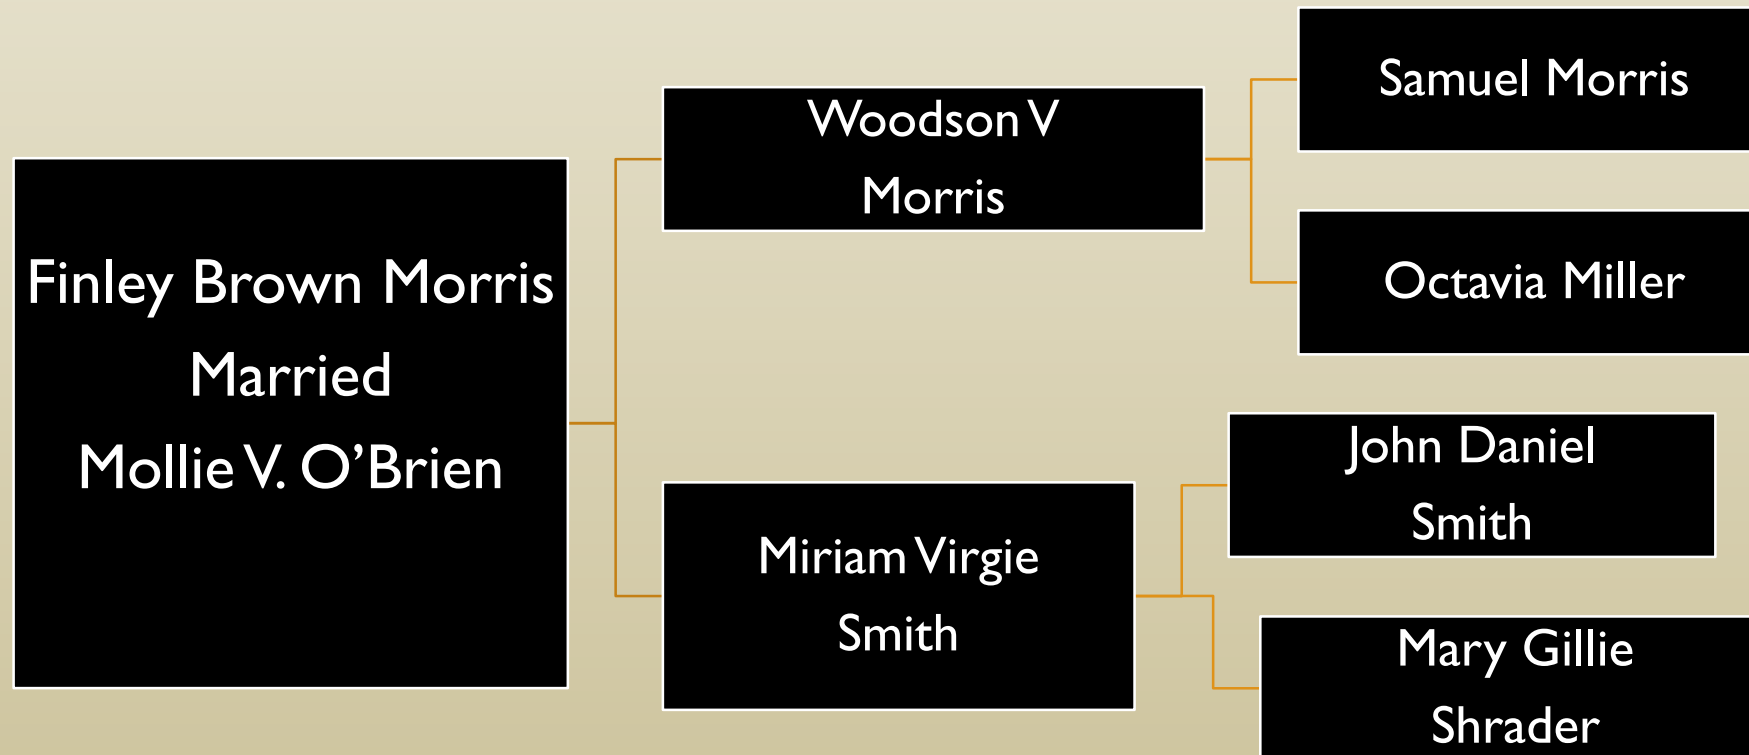 Finley Brown Morris
Married
Mollie V. O’Brien
Woodson V
Morris
Samuel Morris
Octavia Miller
Miriam Virgie
Smith
John Daniel
Smith
Mary Gillie
Shrader